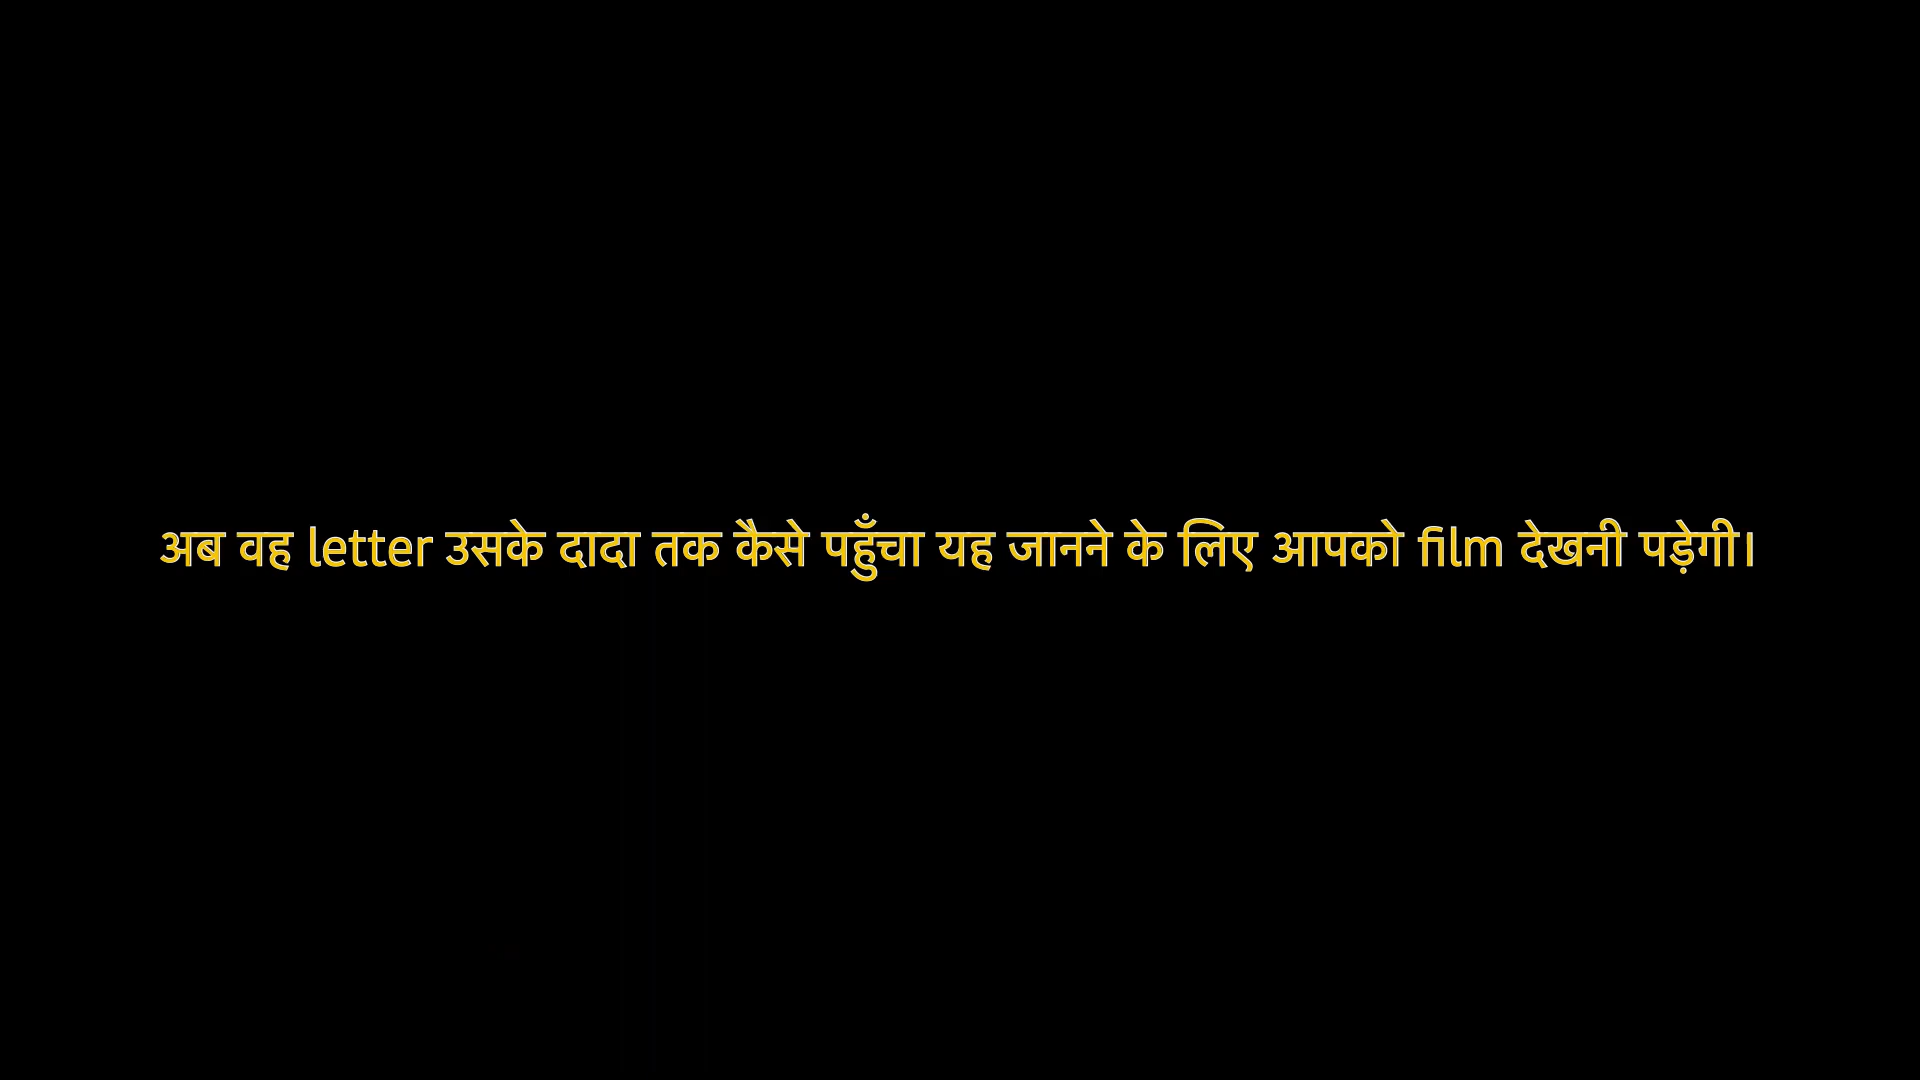 अब वह letter उसके दादा तक कैसे पहुँचा यह जानने के लिए आपको film देखनी पड़ेगी।